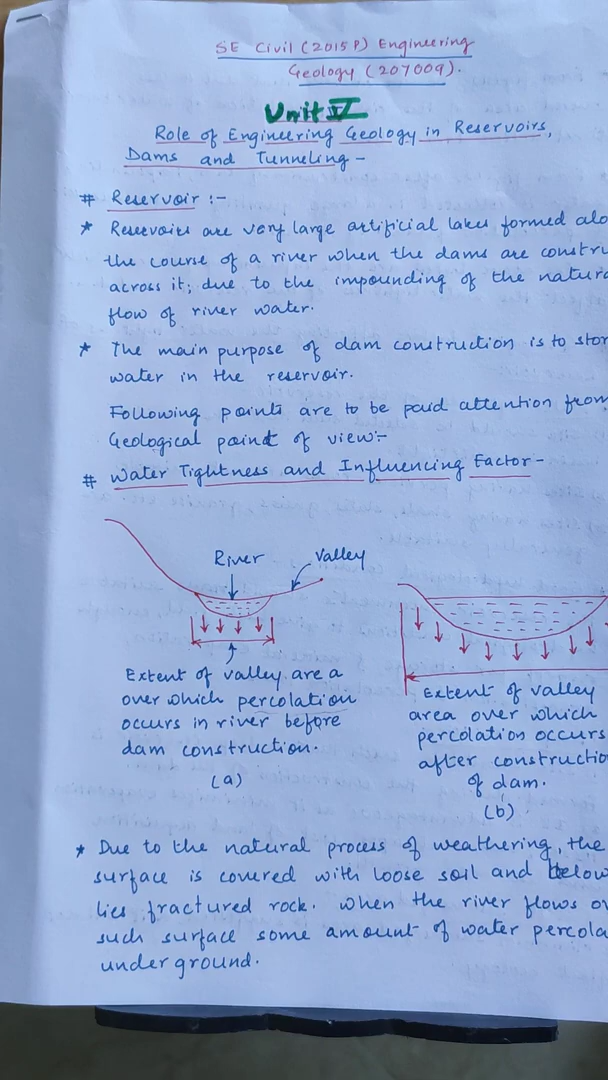 SE Civil (2015 P) Engineering
Geology (207009).
Unit V
Role of Engineering Geology in Reservoirs,
Dams and Tunneling -
# Reservoir :-
* Reservoirs are very large artificial lakes formed alo
the course of a river when the dams are constru
across it; due to the impounding of the natura
flow of river water.
* The main purpose of dam construction is to stor
water in the reservoir.
Following points are to be paid attention from
Geological point of view:-
# Water Tightness and Influencing Factor -
River
Valley
Extent of valley are a
over which percolation
occurs in river before
dam construction.
(a)
Extent of valley
area over which
percolation occurs
after constructio
of dam.
(b)
* Due to the natural process of weathering, the
surface is covered with loose soil and below
lies fractured rock. when the river flows ov
such surface some amount of water percola
under ground.